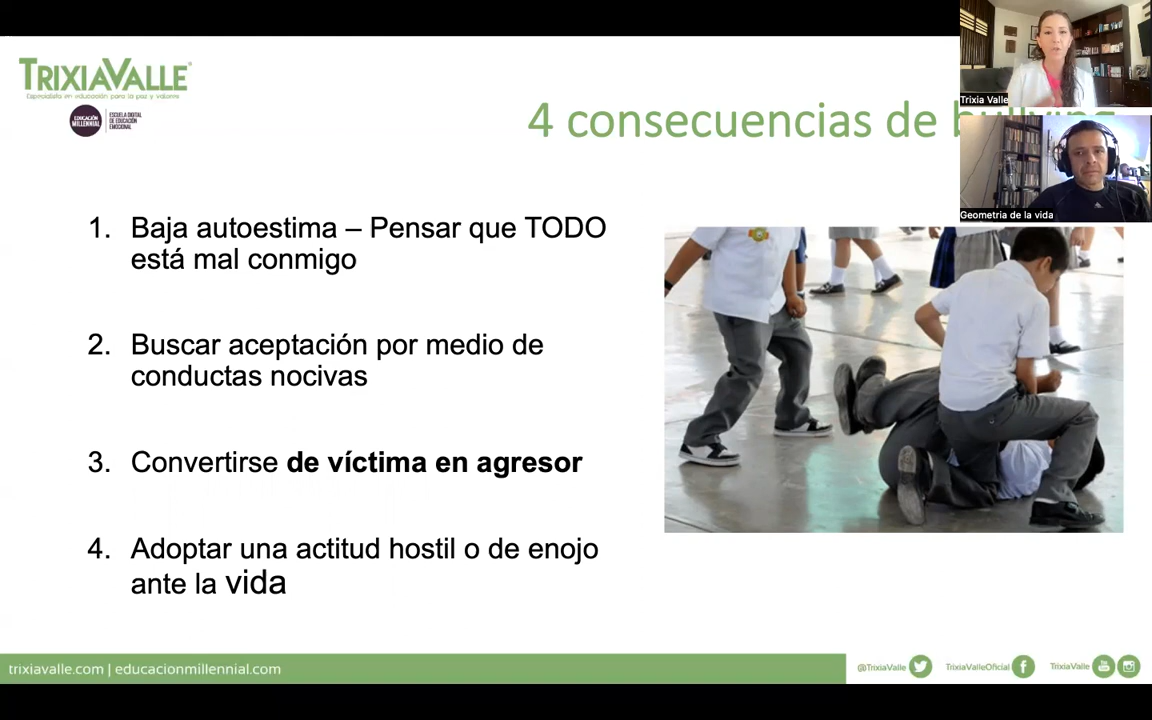 TRIXIAVALLE®
Especialista en educación para la paz y valores
EDUCACIÓN
MILLENNIAL
ESCUELA DIGITAL
DE EDUCACIÓN
EMOCIONAL
4 consecuencias de bullying
Trixia Valle
Geometria de la vida
1. Baja autoestima – Pensar que TODO
está mal conmigo
2. Buscar aceptación por medio de
conductas nocivas
3. Convertirse de víctima en agresor
4. Adoptar una actitud hostil o de enojo
ante la vida
trixiavalle.com | educacionmillennial.com
@TrixiaValle
TrixiaValleOficial
TrixiaValle